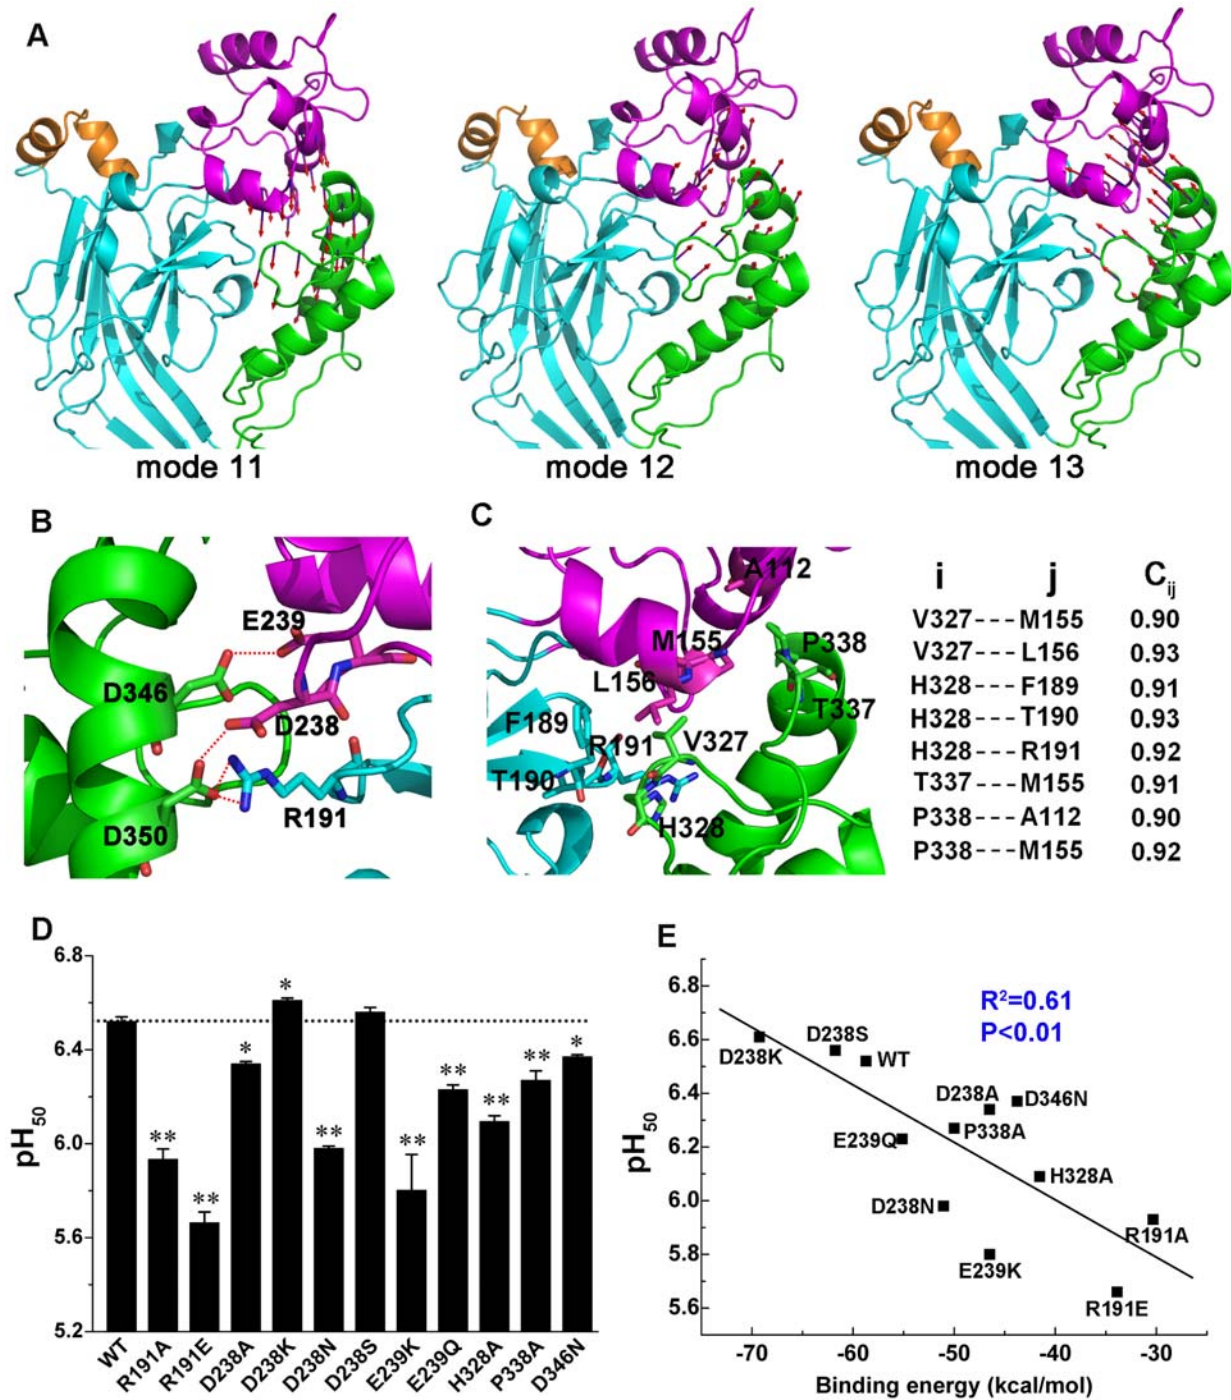 A
mode 11
mode 12
mode 13
B
E239
D346
D238
D350
R191
C
A112
M155
P338
L156
T337
F189
R191
V327
T190
H328
i j Cij
V327---M155 0.90
V327---L156 0.93
H328---F189 0.91
H328---T190 0.93
H328---R191 0.92
T337---M155 0.91
P338---A112 0.90
P338---M155 0.92
D
6.8
6.4
6.0
5.6
5.2
pH50
*
**
**
*
**
**
**
**
**
*
WT
R191A
R191E
D238A
D238K
D238N
D238S
E239K
E239Q
H328A
P338A
D346N
E
R²=0.61
P<0.01
6.8
6.6
6.4
6.2
6.0
5.8
5.6
pH50
D238K
D238S
WT
D238A
D346N
P338A
E239Q
H328A
D238N
R191A
E239K
R191E
-70 -60 -50 -40 -30
Binding energy (kcal/mol)